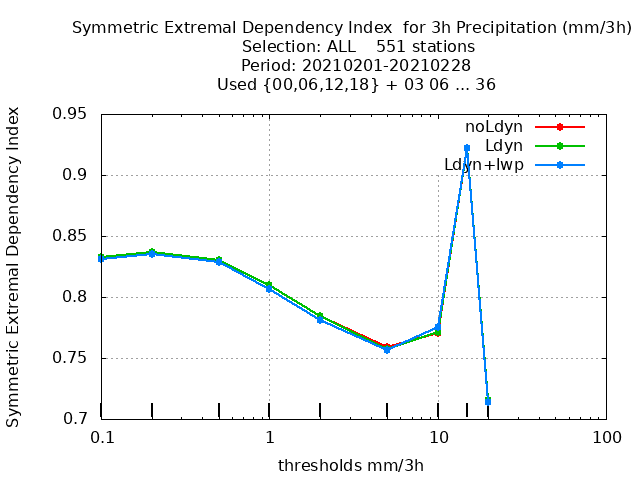 Symmetric Extremal Dependency Index  for 3h Precipitation (mm/3h)
Selection: ALL    551 stations
Period: 20210201-20210228
Used {00,06,12,18} + 03 06 ... 36
Symmetric Extremal Dependency Index
0.95
0.9
0.85
0.8
0.75
0.7
noLdyn
Ldyn
Ldyn+lwp
0.1
1
10
100
thresholds mm/3h